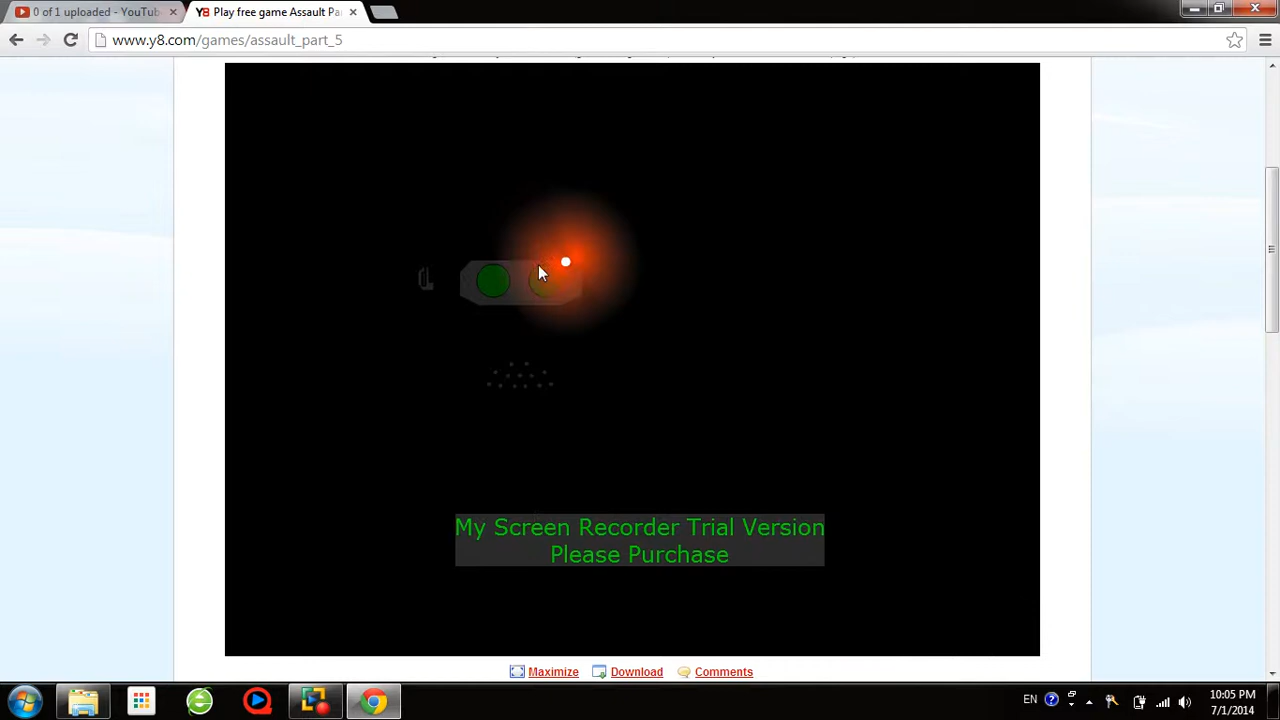 0 of 1 uploaded - YouTub
Y8 Play free game Assault Pa
www.y8.com/games/assault_part_5
My Screen Recorder Trial Version
Please Purchase
Maximize
Download
Comments
EN
10:05 PM
7/1/2014